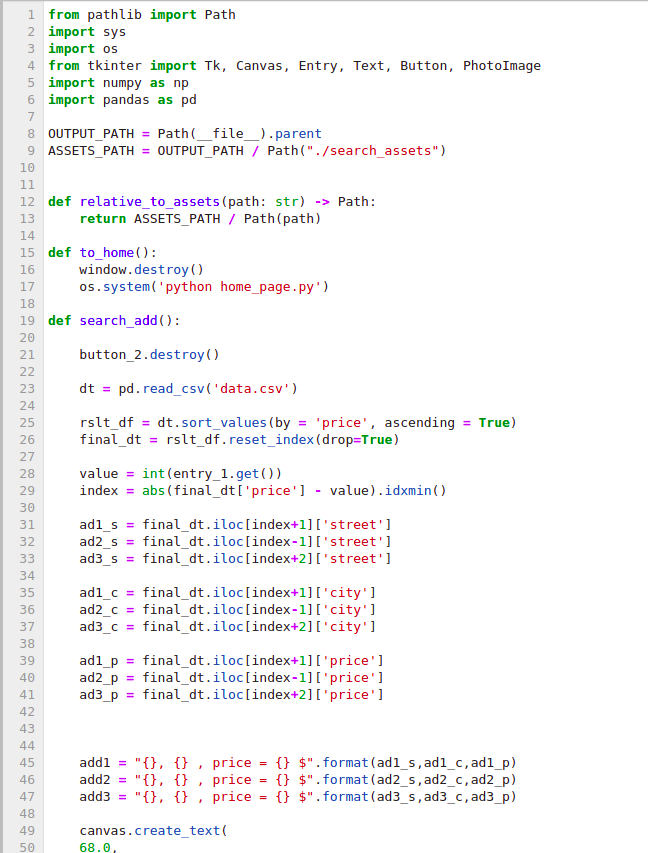 1 from pathlib import Path
2 import sys
3 import os
4 from tkinter import Tk, Canvas, Entry, Text, Button, PhotoImage
5 import numpy as np
6 import pandas as pd
7
8 OUTPUT_PATH = Path(__file__).parent
9 ASSETS_PATH = OUTPUT_PATH / Path("./search_assets")
10
11
12 def relative_to_assets(path: str) -> Path:
13     return ASSETS_PATH / Path(path)
14
15 def to_home():
16     window.destroy()
17     os.system('python home_page.py')
18
19 def search_add():
20
21     button_2.destroy()
22
23     dt = pd.read_csv('data.csv')
24
25     rslt_df = dt.sort_values(by = 'price', ascending = True)
26     final_dt = rslt_df.reset_index(drop=True)
27
28     value = int(entry_1.get())
29     index = abs(final_dt['price'] - value).idxmin()
30
31     ad1_s = final_dt.iloc[index+1]['street']
32     ad2_s = final_dt.iloc[index-1]['street']
33     ad3_s = final_dt.iloc[index+2]['street']
34
35     ad1_c = final_dt.iloc[index+1]['city']
36     ad2_c = final_dt.iloc[index-1]['city']
37     ad3_c = final_dt.iloc[index+2]['city']
38
39     ad1_p = final_dt.iloc[index+1]['price']
40     ad2_p = final_dt.iloc[index-1]['price']
41     ad3_p = final_dt.iloc[index+2]['price']
42
43
44
45     add1 = "{}, {} , price = {} $".format(ad1_s,ad1_c,ad1_p)
46     add2 = "{}, {} , price = {} $".format(ad2_s,ad2_c,ad2_p)
47     add3 = "{}, {} , price = {} $".format(ad3_s,ad3_c,ad3_p)
48
49     canvas.create_text(
50     68.0,